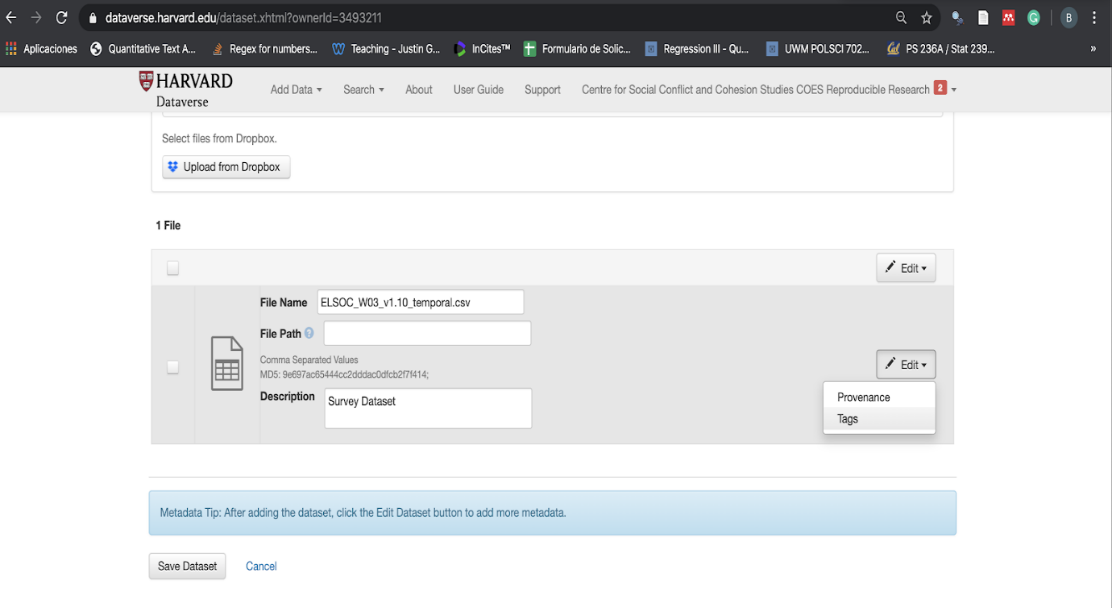 dataverse.harvard.edu/dataset.xhtml?ownerId=3493211
B
Aplicaciones Quantitative Text A... Regex for numbers... Teaching - Justin G... InCites™ Formulario de Solic... Regression III - Qu... UWM POLSCI 702... PS 236A / Stat 239... »
HARVARD
Dataverse
Add Data Search About User Guide Support Centre for Social Conflict and Cohesion Studies COES Reproducible Research 2
Select files from Dropbox.
Upload from Dropbox
1 File
Edit
File Name ELSOC_W03_v1.10_temporal.csv
File Path ?
Comma Separated Values
MD5: 9e697ac65444cc2dddac0dfcb2f7f414;
Edit
Description Survey Dataset
Provenance
Tags
Metadata Tip: After adding the dataset, click the Edit Dataset button to add more metadata.
Save Dataset Cancel